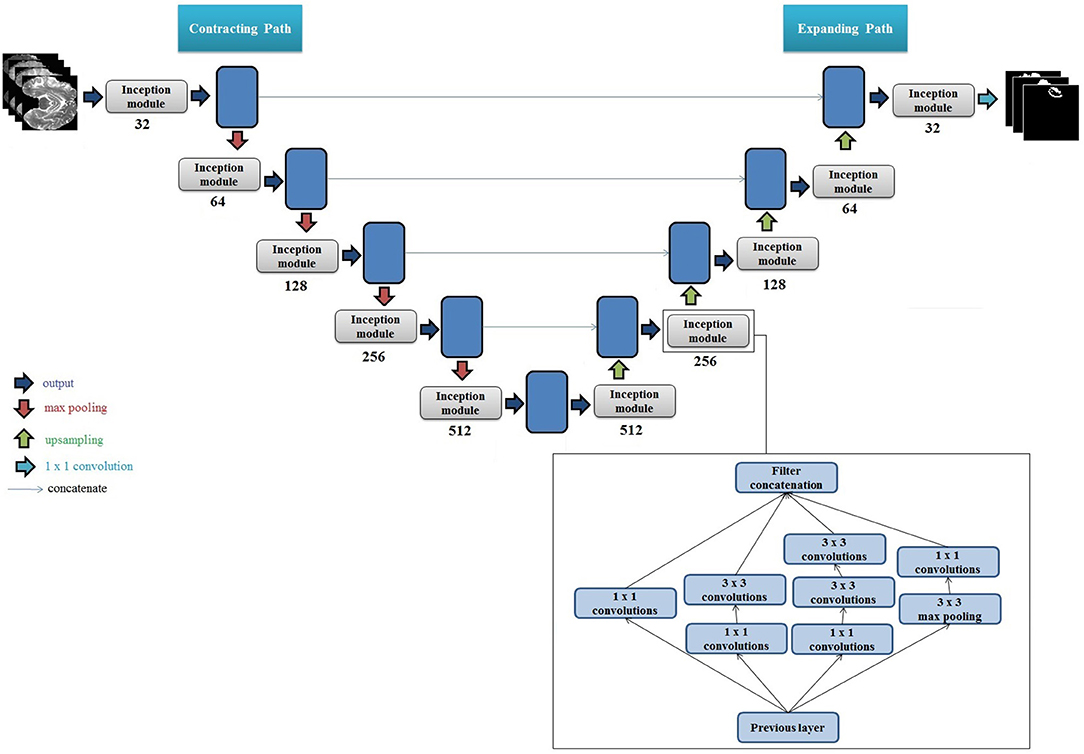 Contracting Path
Expanding Path
Inception
module
32
Inception
module
32
Inception
module
64
Inception
module
64
Inception
module
128
Inception
module
128
Inception
module
256
Inception
module
256
Inception
module
512
Inception
module
512
output
max pooling
upsampling
1 x 1 convolution
concatenate
Filter
concatenation
3 x 3
convolutions
1 x 1
convolutions
1 x 1
convolutions
3 x 3
convolutions
3 x 3
convolutions
3 x 3
max pooling
1 x 1
convolutions
1 x 1
convolutions
Previous layer